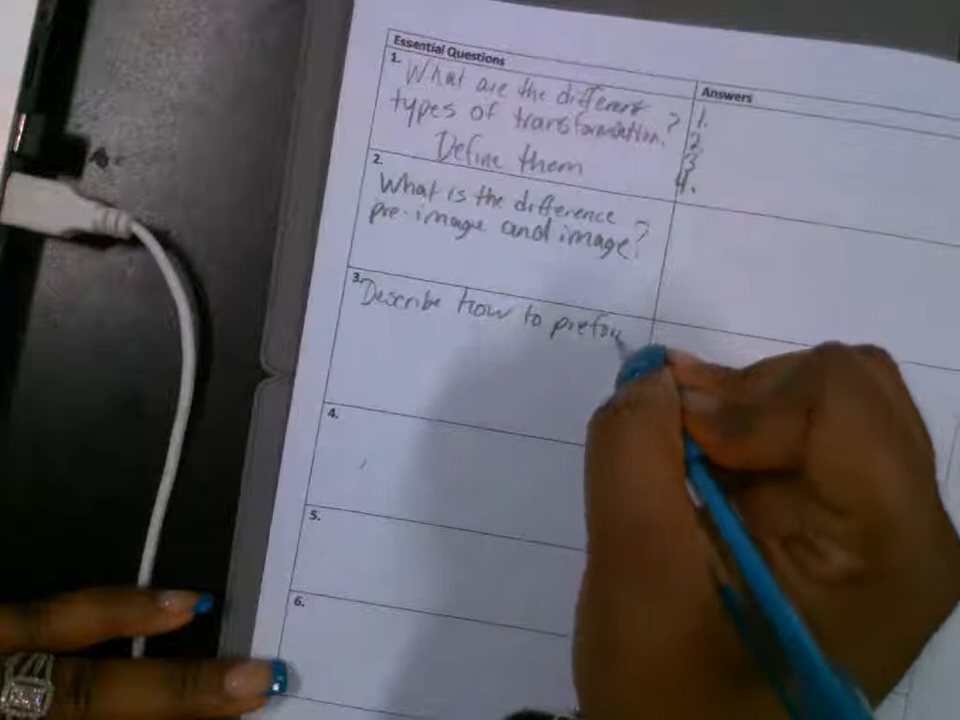 Essential Questions
Answers
1. What are the different
types of transformation. ?
Define them
1.
2.
3
4.
2.
What is the difference
pre-image and image?
3. Describe how to prefou
4.
5.
6.